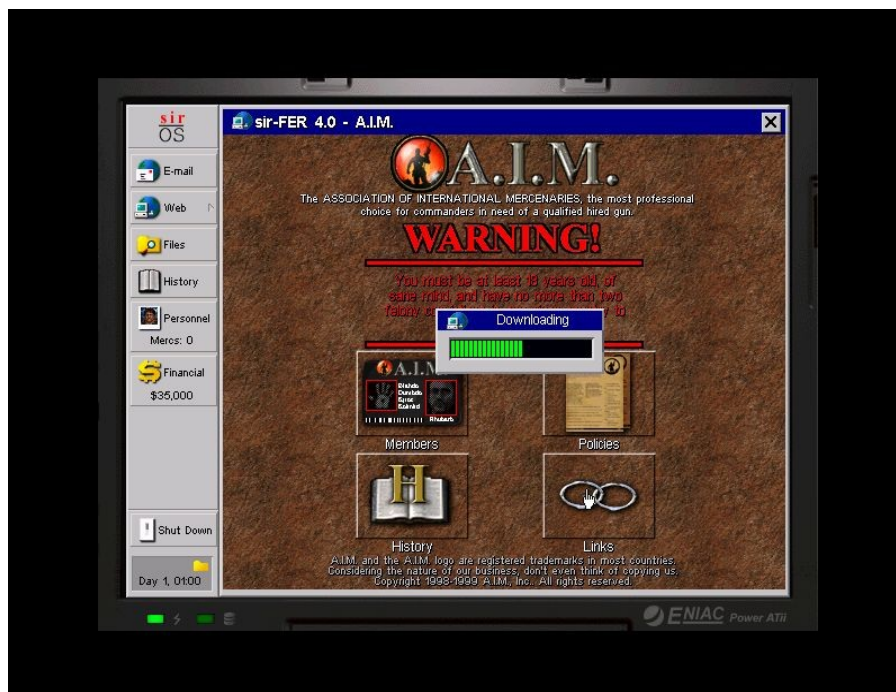 sir
OS
E-mail
Web
Files
History
Personnel
Mercs: 0
Financial
$35,000
Shut Down
Day 1, 01:00
sir-FER 4.0 - A.I.M.
A.I.M.
The ASSOCIATION OF INTERNATIONAL MERCENARIES, the most professional
choice for commanders in need of a qualified hired gun.
WARNING!
You must be at least 18 years old, of
sane mind, and have no more than two
felony
to
Downloading
A.I.M.
Rhubarb
Members
Policies
H
History
Links
A.I.M. and the A.I.M. logo are registered trademarks in most countries.
Considering the nature of our business, don't even think of copying us.
Copyright 1998-1999 A.I.M., Inc.. All rights reserved.
ENIAC Power ATii